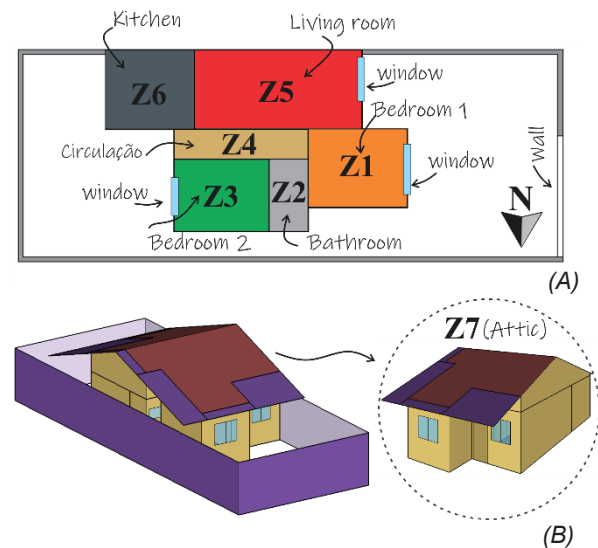 Kitchen
Living room
Z6
Z5
window
Bedroom 1
Circulação
Z4
Z1
window
Wall
window
Z3
Z2
N
Bedroom 2
Bathroom
(A)
Z7 (Attic)
(B)